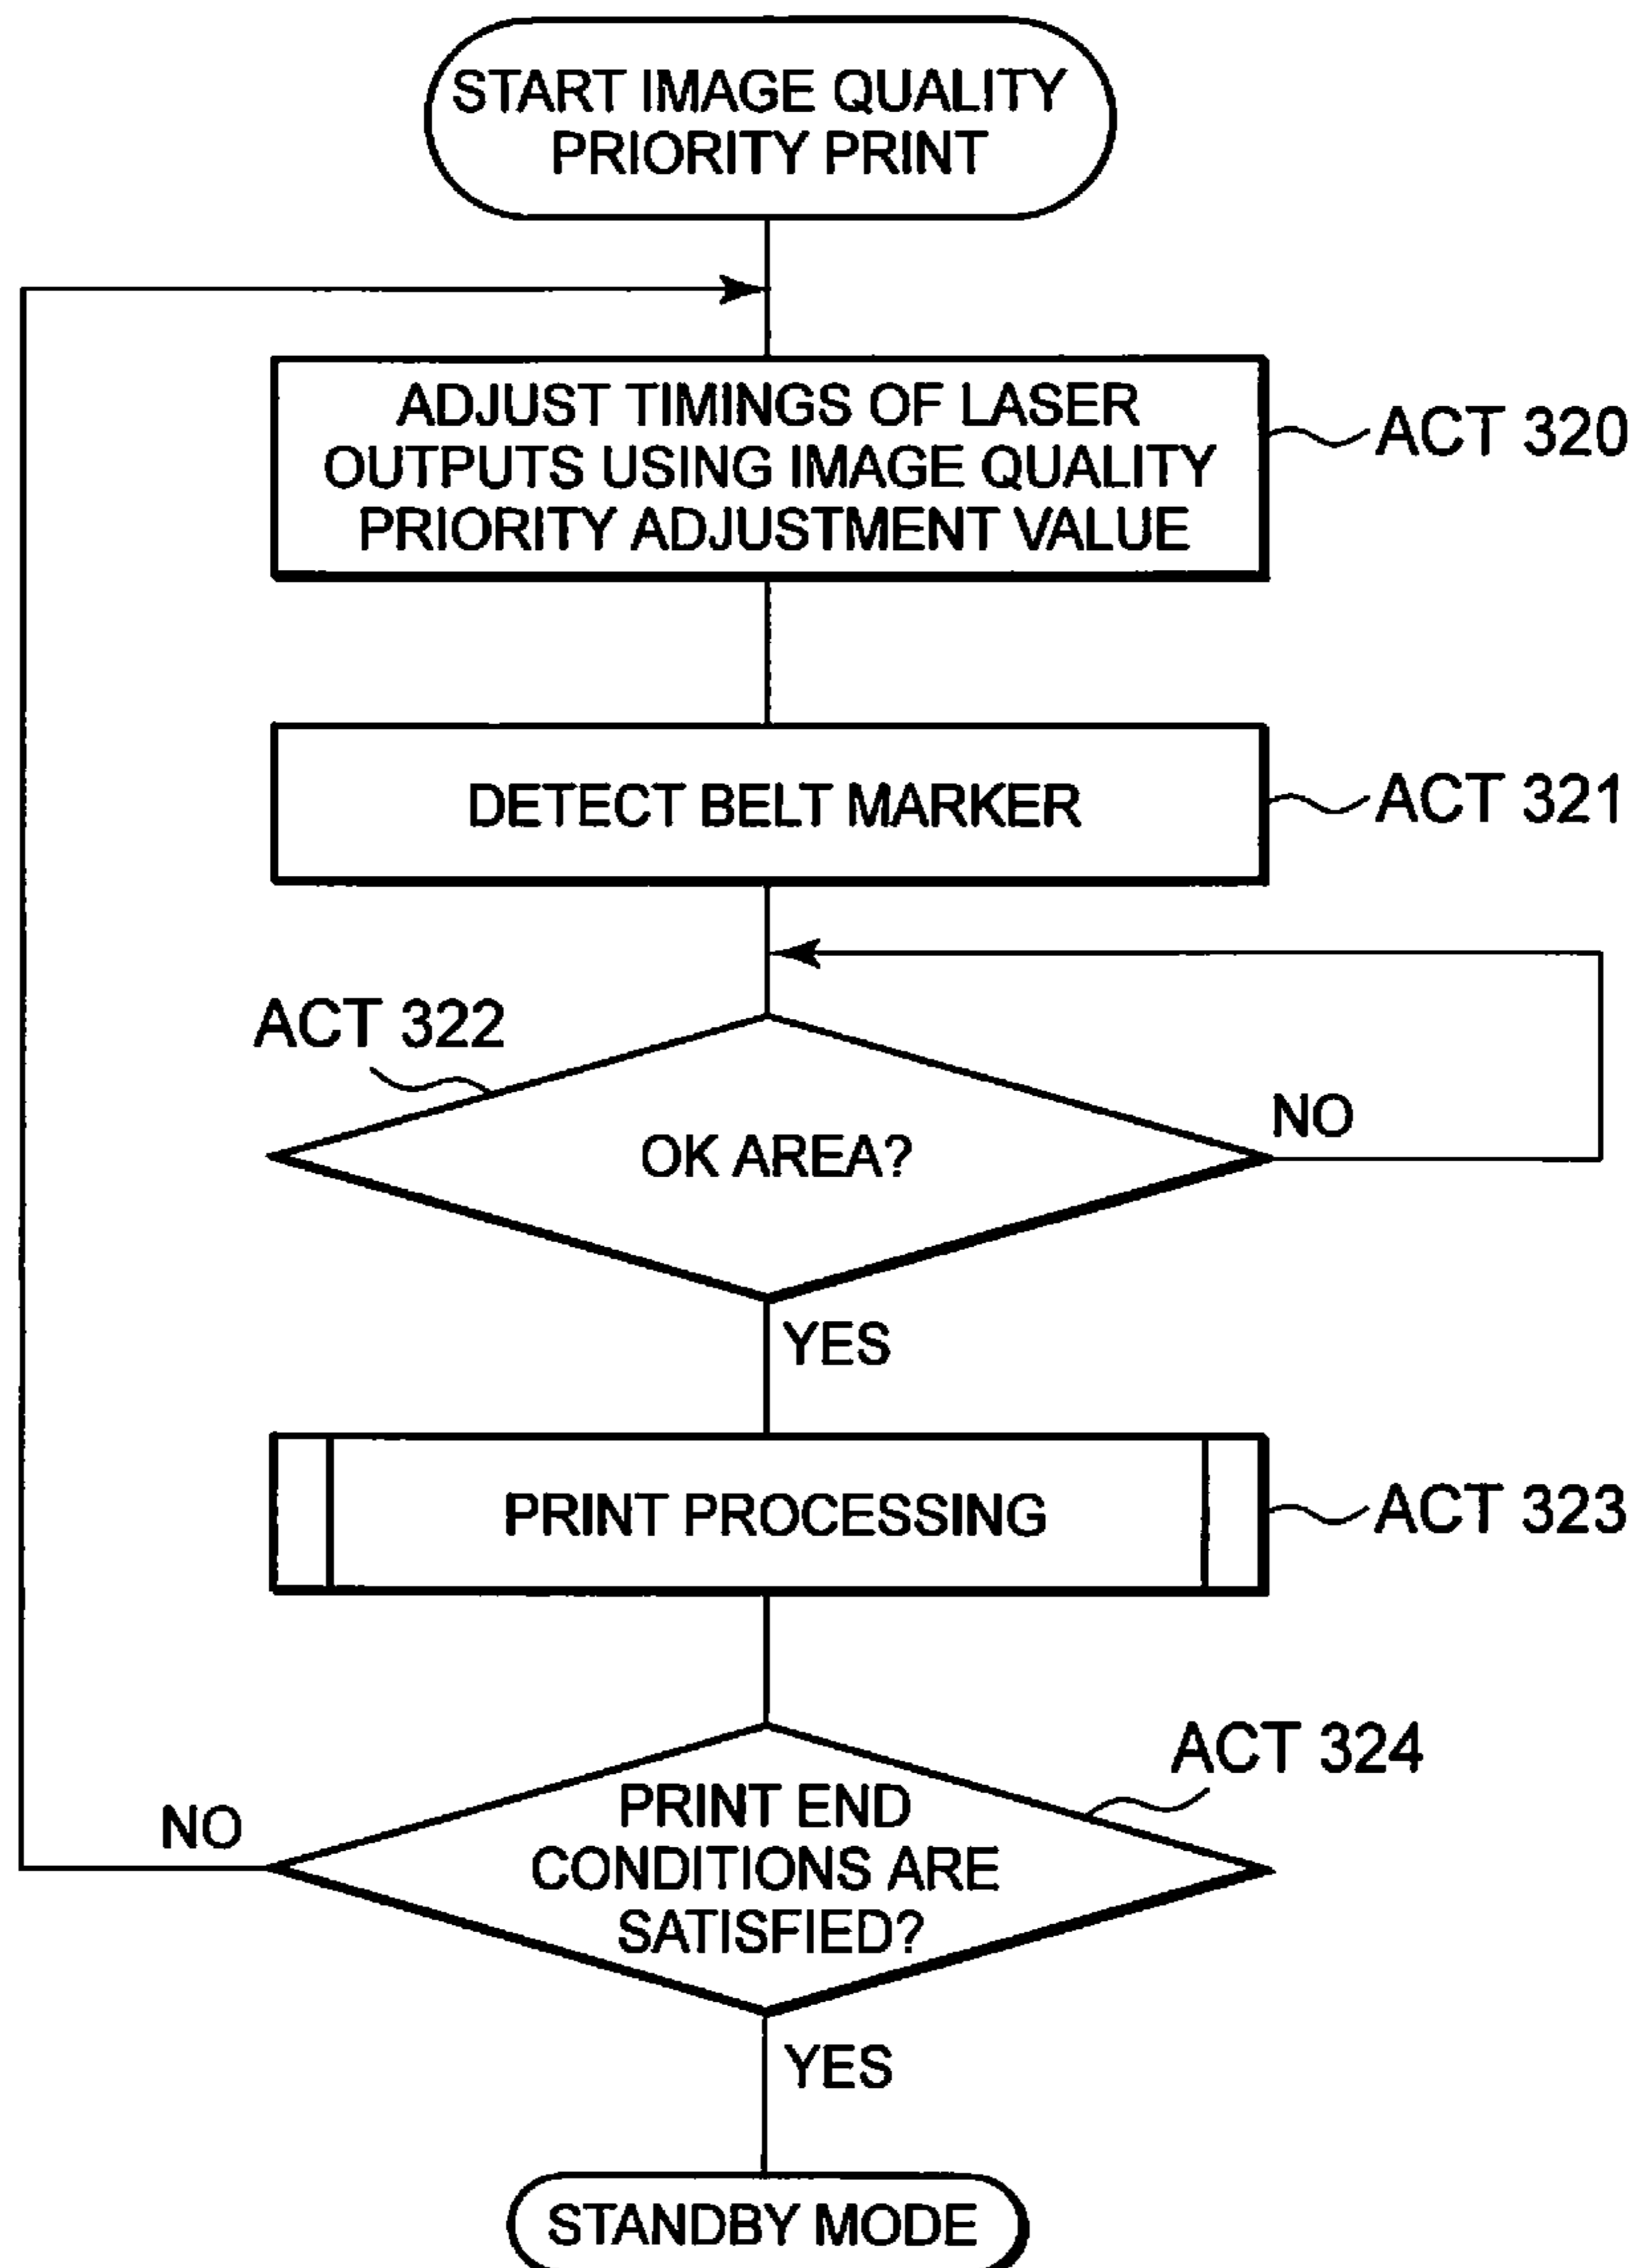 START IMAGE QUALITY
PRIORITY PRINT
ADJUST TIMINGS OF LASER
OUTPUTS USING IMAGE QUALITY
PRIORITY ADJUSTMENT VALUE
ACT 320
DETECT BELT MARKER
ACT 321
ACT 322
OK AREA?
NO
YES
PRINT PROCESSING
ACT 323
ACT 324
PRINT END
CONDITIONS ARE
SATISFIED?
NO
YES
STANDBY MODE